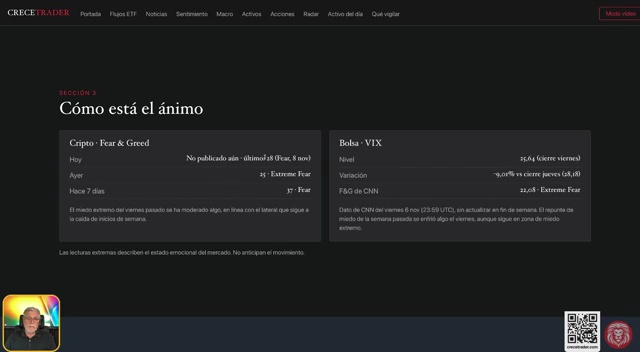 CRECETRADER
Portada Flujos ETF Noticias Sentimiento Macro Activos Acciones Radar Activo del día Qué vigilar
Modo vídeo
SECCIÓN 3
Cómo está el ánimo
Cripto · Fear & Greed
Hoy No publicado aún · último 28 (Fear, 8 nov)
Ayer 25 · Extreme Fear
Hace 7 días 37 · Fear
El miedo extremo del viernes pasado se ha moderado algo, en línea con el lateral que sigue a
la caída de inicios de semana.
Bolsa · VIX
Nivel 25,64 (cierre viernes)
Variación -9,01% vs cierre jueves (28,18)
F&G de CNN 22,08 · Extreme Fear
Dato de CNN del viernes 6 nov (23:59 UTC), sin actualizar en fin de semana. El repunte de
miedo de la semana pasada se enfrió algo el viernes, aunque sigue en zona de miedo
extremo.
Las lecturas extremas describen el estado emocional del mercado. No anticipan el movimiento.
crecetrader.com